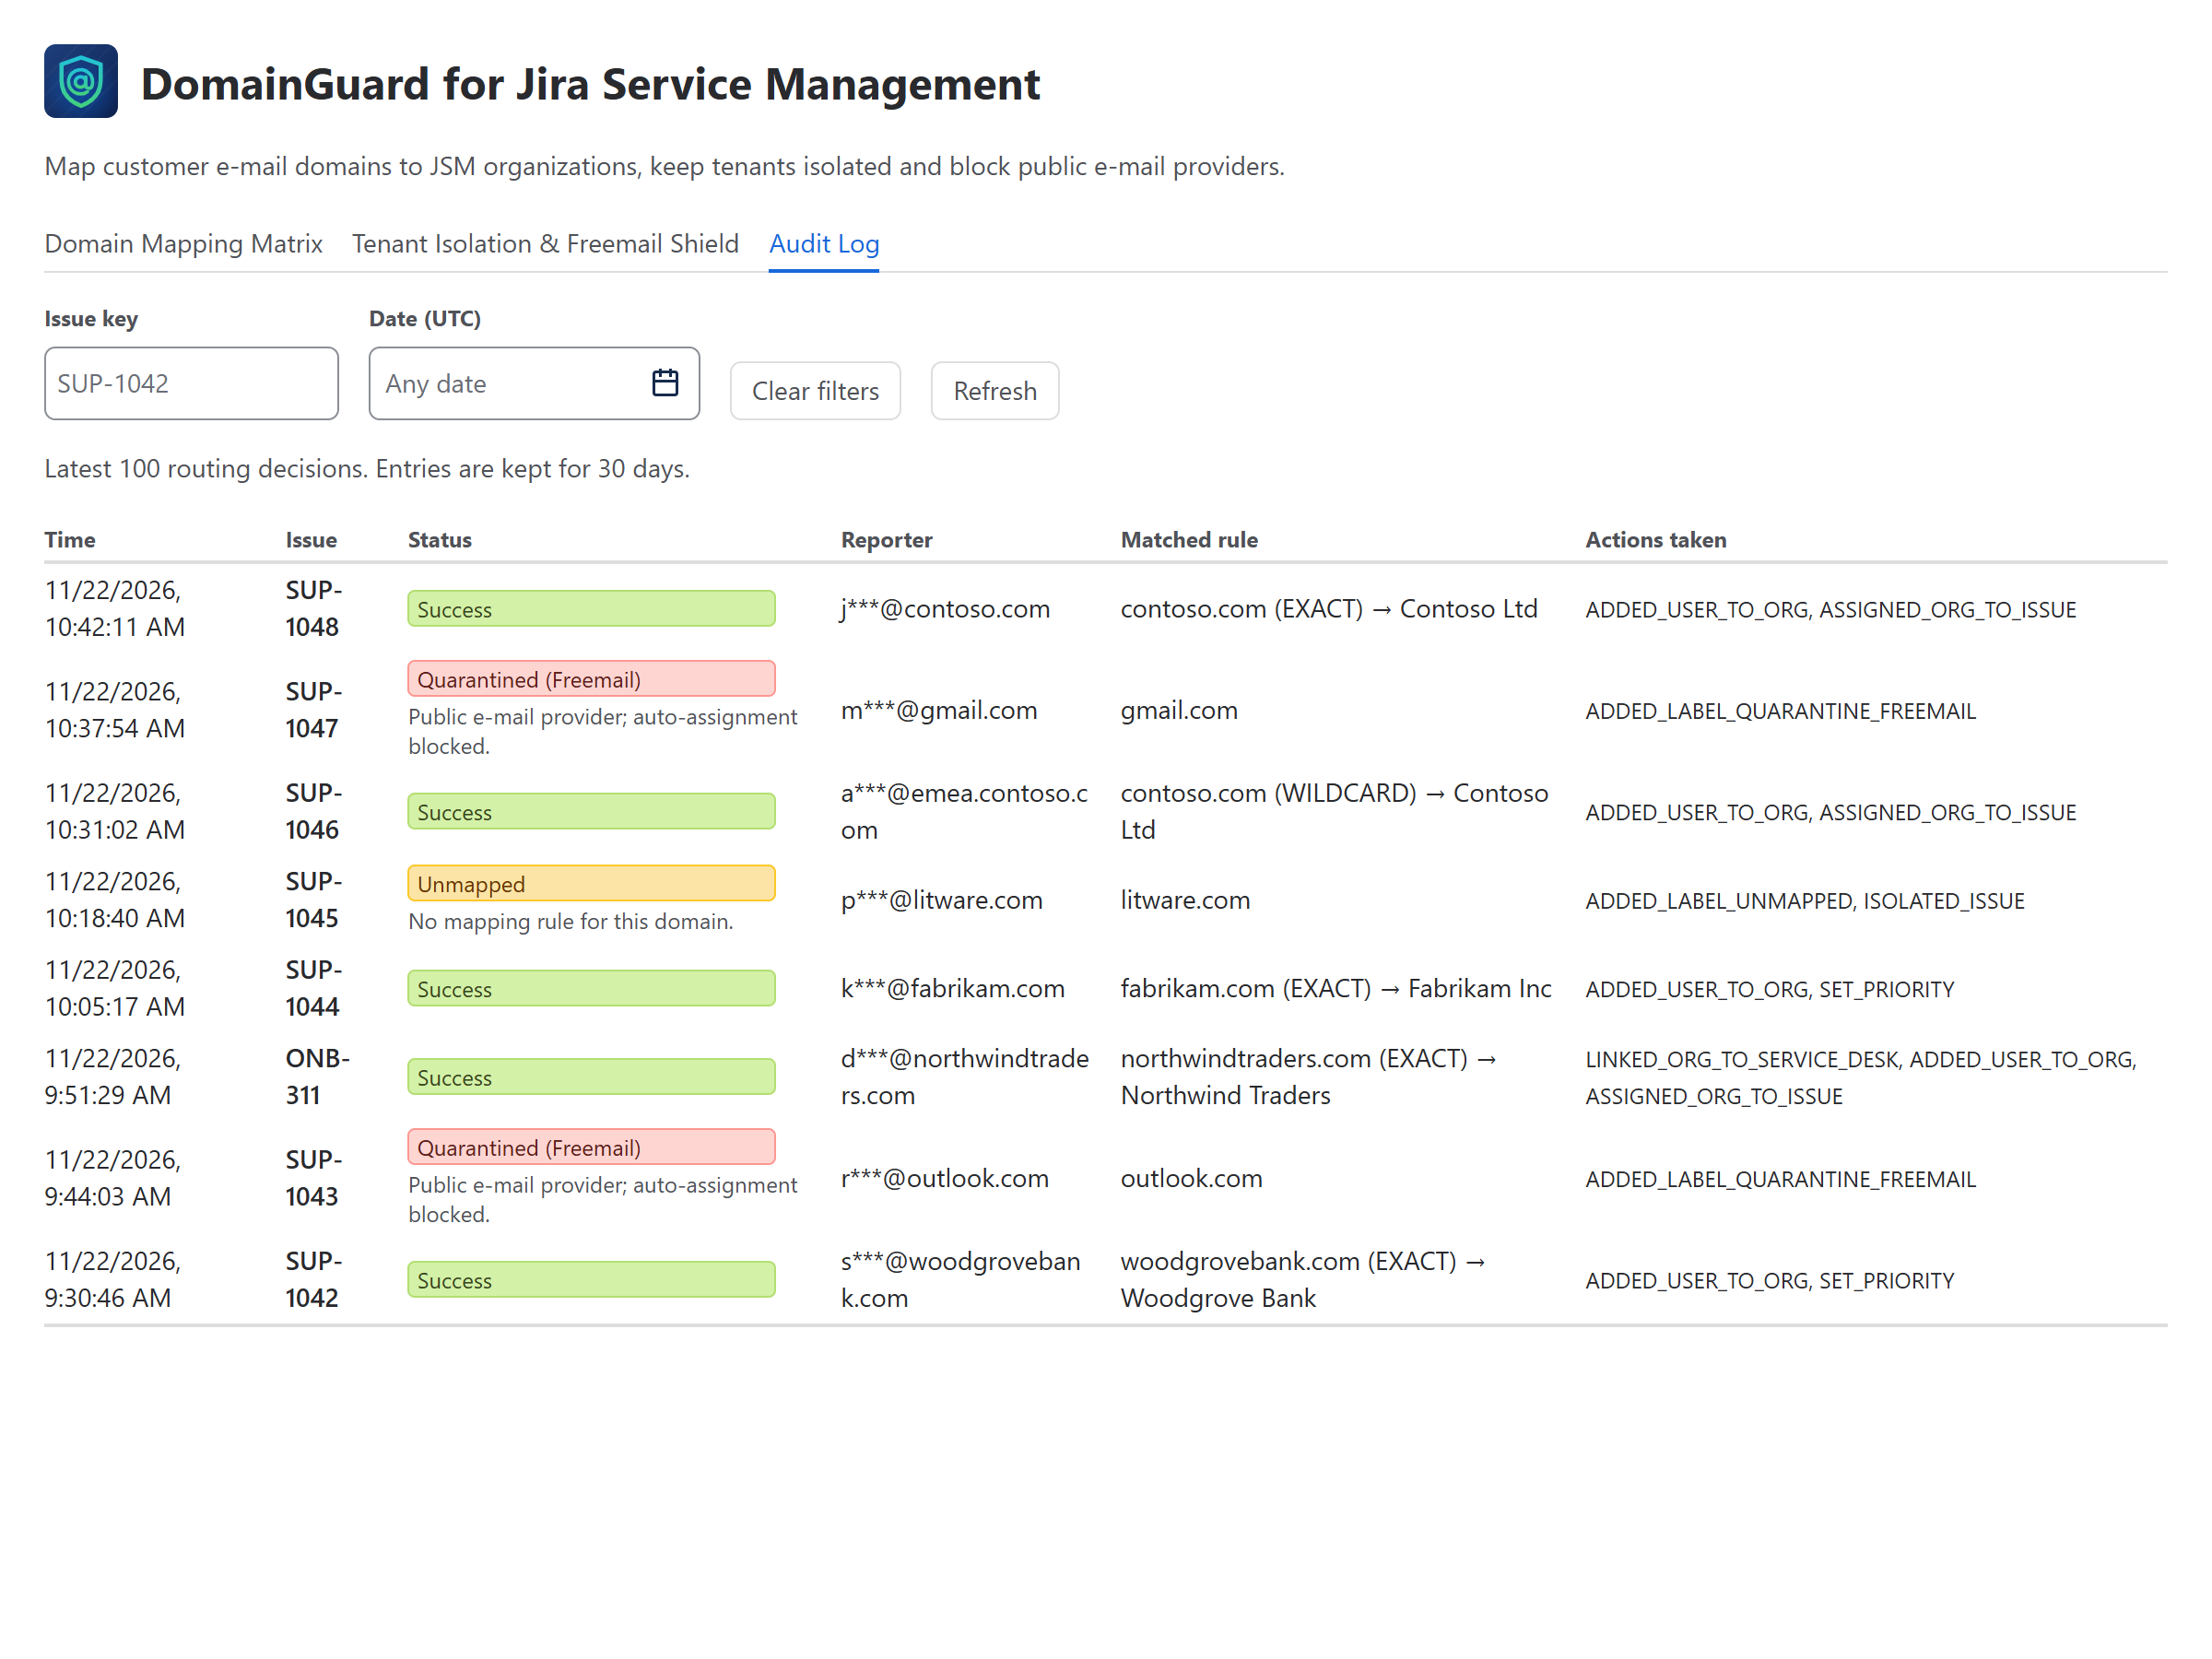 DomainGuard for Jira Service Management
Map customer e-mail domains to JSM organizations, keep tenants isolated and block public e-mail providers.
Domain Mapping Matrix Tenant Isolation & Freemail Shield Audit Log
Issue key Date (UTC)
SUP-1042 Any date Clear filters Refresh
Latest 100 routing decisions. Entries are kept for 30 days.
Time Issue Status Reporter Matched rule Actions taken
11/22/2026, 10:42:11 AM SUP-1048 Success j***@contoso.com contoso.com (EXACT) → Contoso Ltd ADDED_USER_TO_ORG, ASSIGNED_ORG_TO_ISSUE
11/22/2026, 10:37:54 AM SUP-1047 Quarantined (Freemail) Public e-mail provider; auto-assignment blocked. m***@gmail.com gmail.com ADDED_LABEL_QUARANTINE_FREEMAIL
11/22/2026, 10:31:02 AM SUP-1046 Success a***@emea.contoso.com contoso.com (WILDCARD) → Contoso Ltd ADDED_USER_TO_ORG, ASSIGNED_ORG_TO_ISSUE
11/22/2026, 10:18:40 AM SUP-1045 Unmapped No mapping rule for this domain. p***@litware.com litware.com ADDED_LABEL_UNMAPPED, ISOLATED_ISSUE
11/22/2026, 10:05:17 AM SUP-1044 Success k***@fabrikam.com fabrikam.com (EXACT) → Fabrikam Inc ADDED_USER_TO_ORG, SET_PRIORITY
11/22/2026, 9:51:29 AM ONB-311 Success d***@northwindtraders.com northwindtraders.com (EXACT) → Northwind Traders LINKED_ORG_TO_SERVICE_DESK, ADDED_USER_TO_ORG, ASSIGNED_ORG_TO_ISSUE
11/22/2026, 9:44:03 AM SUP-1043 Quarantined (Freemail) Public e-mail provider; auto-assignment blocked. r***@outlook.com outlook.com ADDED_LABEL_QUARANTINE_FREEMAIL
11/22/2026, 9:30:46 AM SUP-1042 Success s***@woodgrovebank.com woodgrovebank.com (EXACT) → Woodgrove Bank ADDED_USER_TO_ORG, SET_PRIORITY